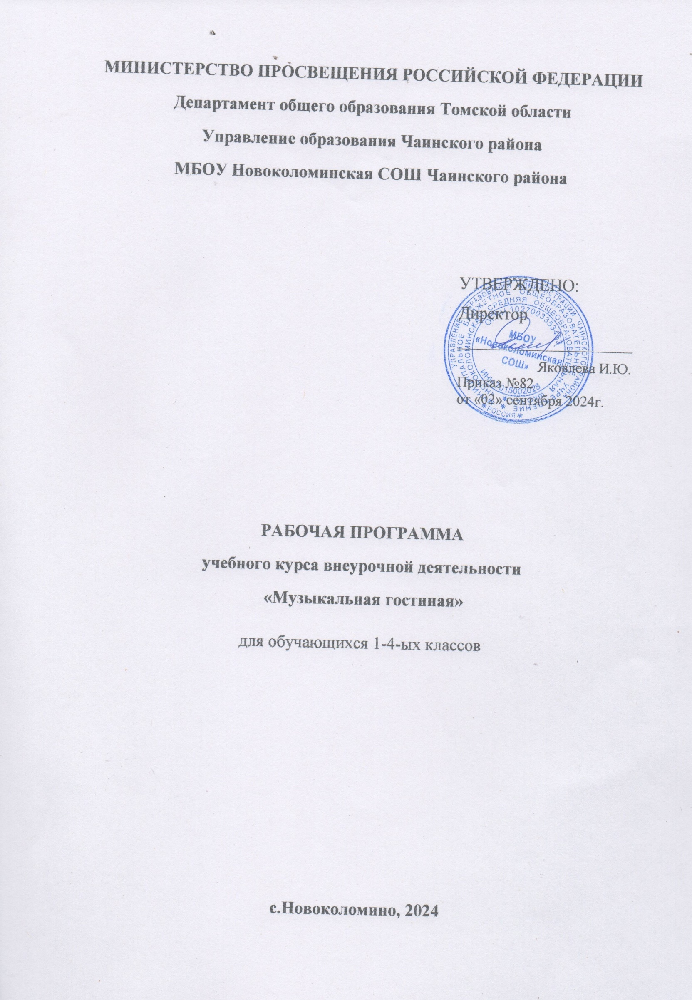 МИНИСТЕРСТВО ПРОСВЕЩЕНИЯ РОССИЙСКОЙ ФЕДЕРАЦИИ
Департамент общего образования Томской области
Управление образования Чаинского района
МБОУ Новоколоминская СОШ Чаинского района
УТВЕРЖДЕНО:
Директор
МБОУ
«Новоколоминская
СОШ»
Яковлева И.Ю.
Приказ №82
от «02» сентября 2024г.
РОССИЯ
РАБОЧАЯ ПРОГРАММА
учебного курса внеурочной деятельности
«Музыкальная гостиная»
для обучающихся 1-4-ых классов
с.Новоколомино, 2024